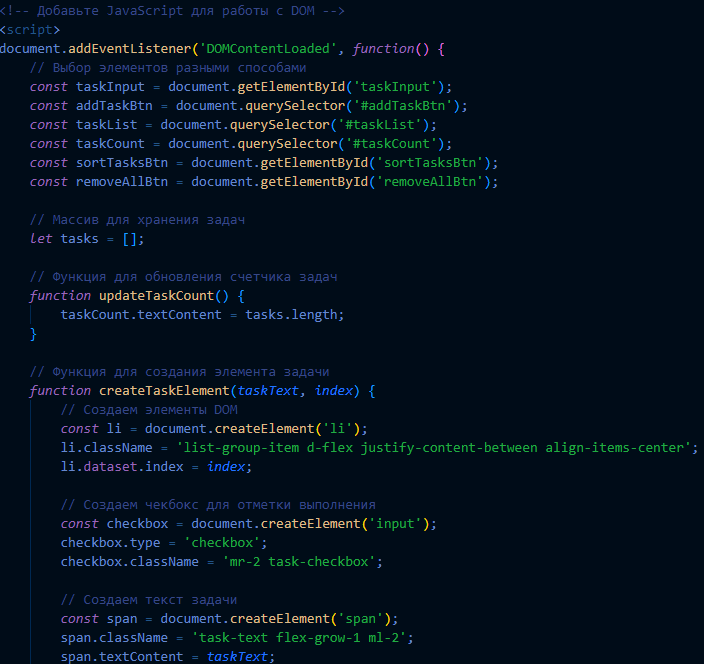 <!-- Добавьте JavaScript для работы с DOM -->
<script>
document.addEventListener('DOMContentLoaded', function() {
    // Выбор элементов разными способами
    const taskInput = document.getElementById('taskInput');
    const addTaskBtn = document.querySelector('#addTaskBtn');
    const taskList = document.querySelector('#taskList');
    const taskCount = document.querySelector('#taskCount');
    const sortTasksBtn = document.getElementById('sortTasksBtn');
    const removeAllBtn = document.getElementById('removeAllBtn');

    // Массив для хранения задач
    let tasks = [];

    // Функция для обновления счетчика задач
    function updateTaskCount() {
        taskCount.textContent = tasks.length;
    }

    // Функция для создания элемента задачи
    function createTaskElement(taskText, index) {
        // Создаем элементы DOM
        const li = document.createElement('li');
        li.className = 'list-group-item d-flex justify-content-between align-items-center';
        li.dataset.index = index;

        // Создаем чекбокс для отметки выполнения
        const checkbox = document.createElement('input');
        checkbox.type = 'checkbox';
        checkbox.className = 'mr-2 task-checkbox';

        // Создаем текст задачи
        const span = document.createElement('span');
        span.className = 'task-text flex-grow-1 ml-2';
        span.textContent = taskText;